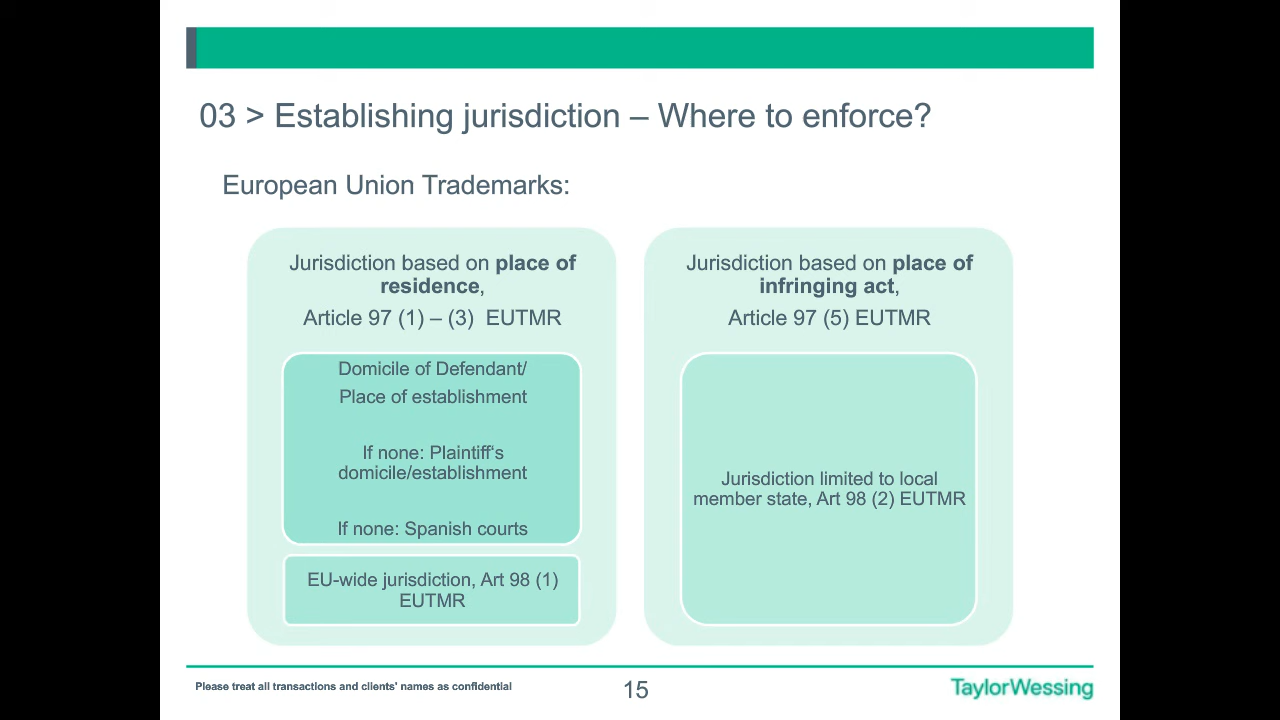 03 > Establishing jurisdiction – Where to enforce?
European Union Trademarks:
Jurisdiction based on place of
residence,
Article 97 (1) – (3) EUTMR
Domicile of Defendant/
Place of establishment
If none: Plaintiff‘s
domicile/establishment
If none: Spanish courts
EU-wide jurisdiction, Art 98 (1)
EUTMR
Jurisdiction based on place of
infringing act,
Article 97 (5) EUTMR
Jurisdiction limited to local
member state, Art 98 (2) EUTMR
Please treat all transactions and clients' names as confidential
15
TaylorWessing